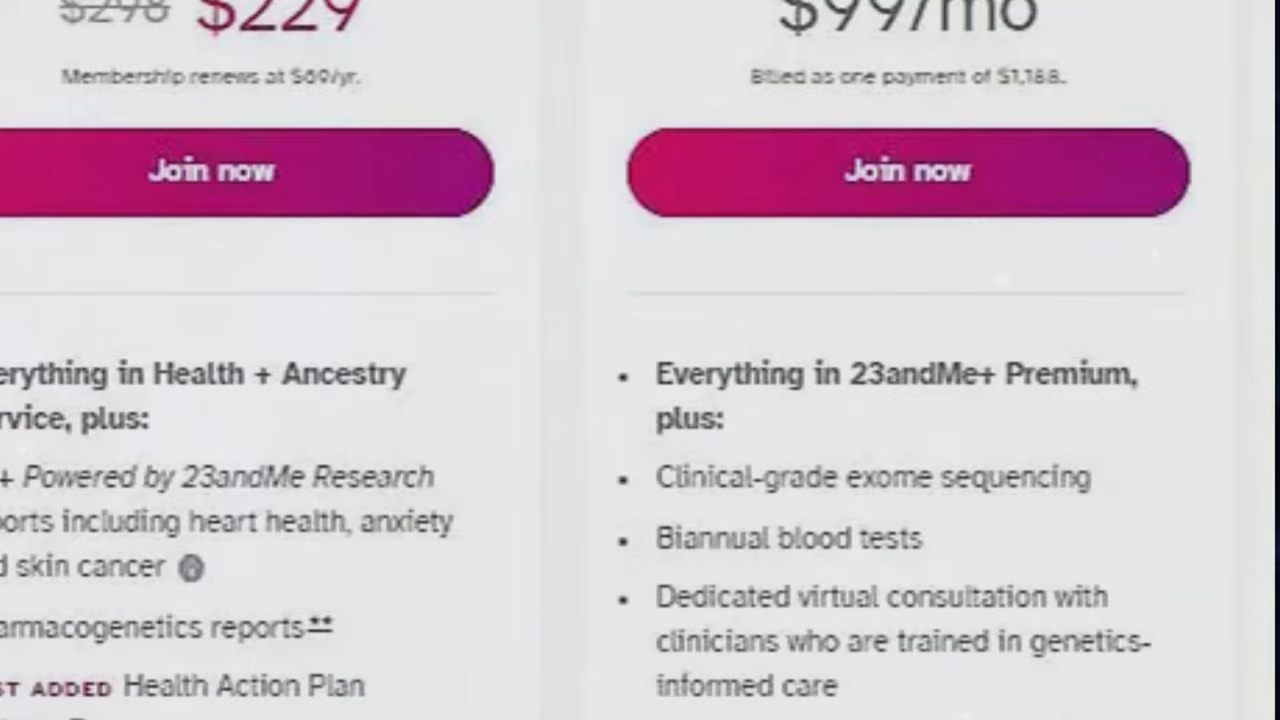 $298 $229
Membership renews at $69/yr.
Join now
erything in Health + Ancestry
rvice, plus:
+ Powered by 23andMe Research
ports including heart health, anxiety
d skin cancer
armacogenetics reports**
ST ADDED Health Action Plan
$99/mo
Billed as one payment of $1,188.
Join now
• Everything in 23andMe+ Premium,
plus:
• Clinical-grade exome sequencing
• Biannual blood tests
• Dedicated virtual consultation with
clinicians who are trained in genetics-
informed care